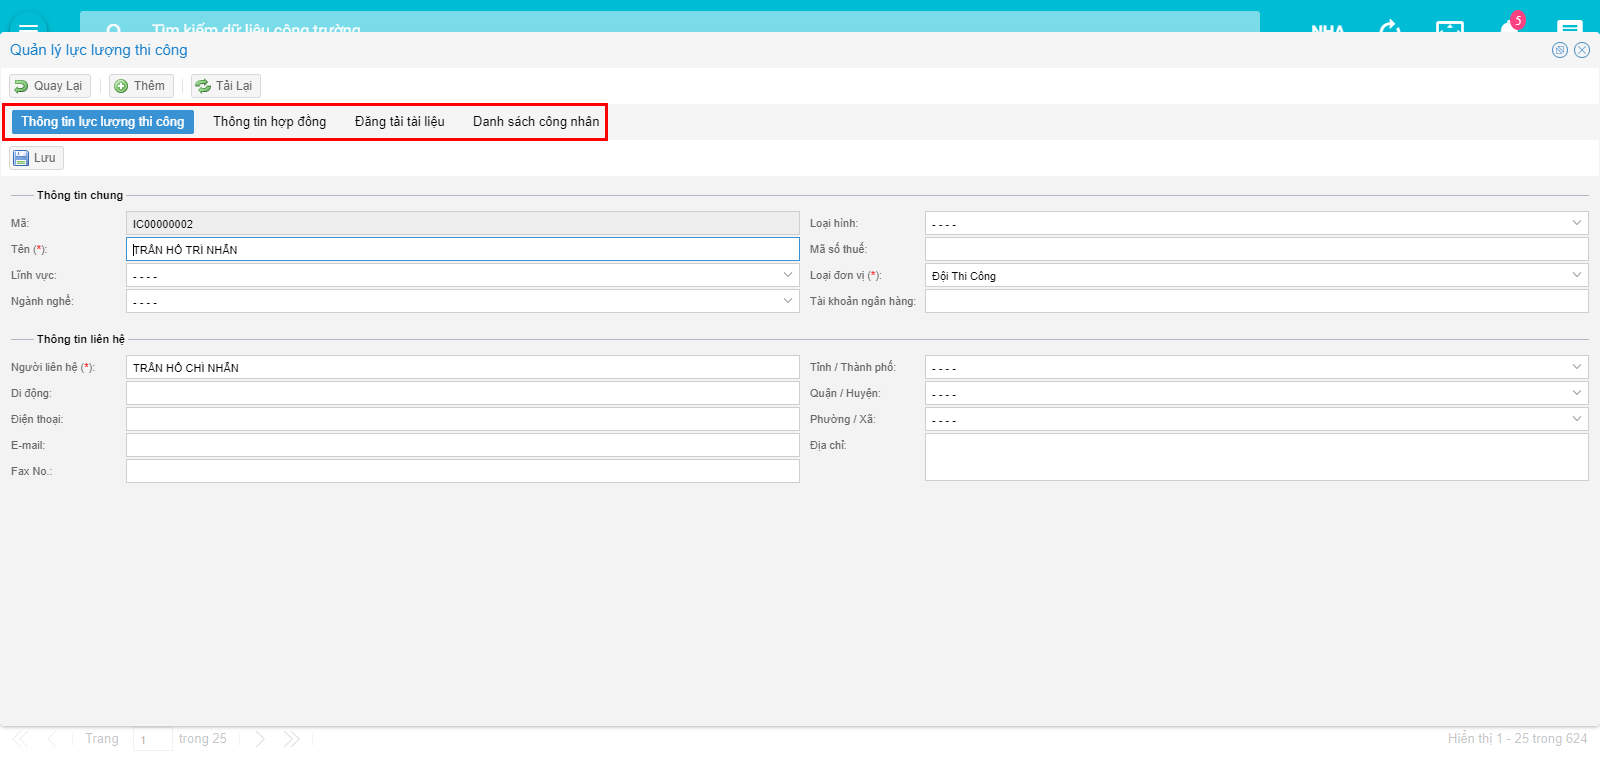 Tìm kiếm dữ liệu công trường
NHA
5
Quản lý lực lượng thi công
Quay Lại
Thêm
Tải Lại
Thông tin lực lượng thi công
Thông tin hợp đồng
Đăng tải tài liệu
Danh sách công nhân
Lưu
Thông tin chung
Mã:
IC00000002
Loại hình:
- - - -
Tên (*):
TRẦN HỒ TRÍ NHÂN
Mã số thuế:
Lĩnh vực:
- - - -
Loại đơn vị (*):
Đội Thi Công
Ngành nghề:
- - - -
Tài khoản ngân hàng:
Thông tin liên hệ
Người liên hệ (*):
TRẦN HỒ CHÍ NHÂN
Tỉnh / Thành phố:
- - - -
Di động:
Quận / Huyện:
- - - -
Điện thoại:
Phường / Xã:
- - - -
E-mail:
Địa chỉ:
Fax No.:
Trang
1
trong 25
Hiển thị 1 - 25 trong 624